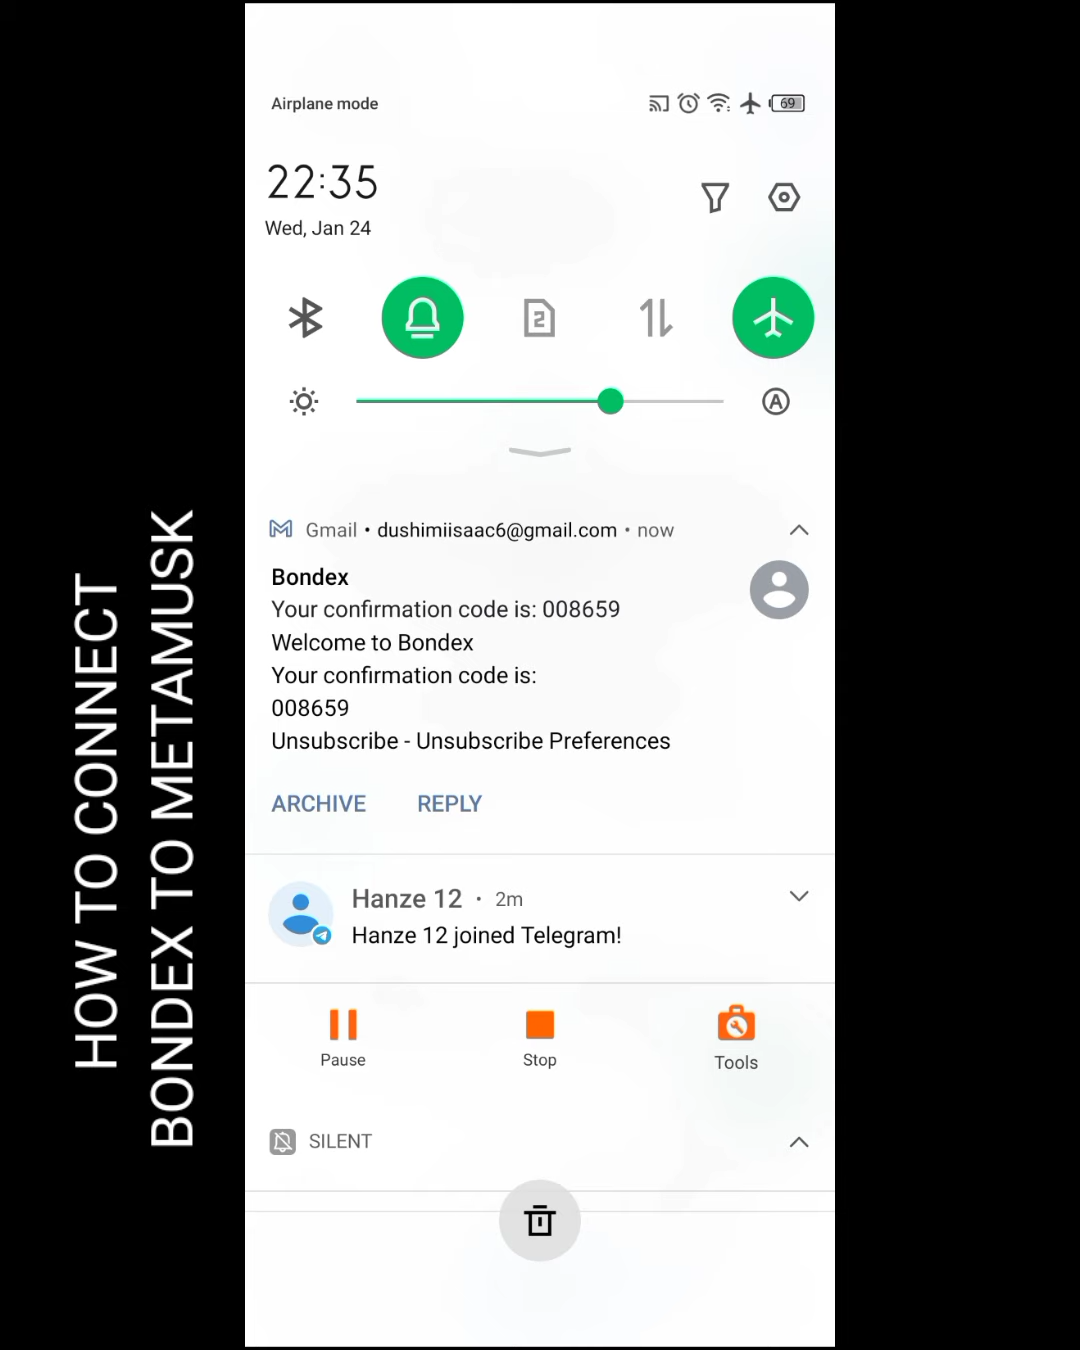 Airplane mode
69
22:35
Wed, Jan 24
2
A
Gmail • dushimiisaac6@gmail.com • now
Bondex
Your confirmation code is: 008659
Welcome to Bondex
Your confirmation code is:
008659
Unsubscribe - Unsubscribe Preferences
ARCHIVE REPLY
Hanze 12 · 2m
Hanze 12 joined Telegram!
Pause Stop Tools
SILENT
HOW TO CONNECT
BONDEX TO METAMUSK